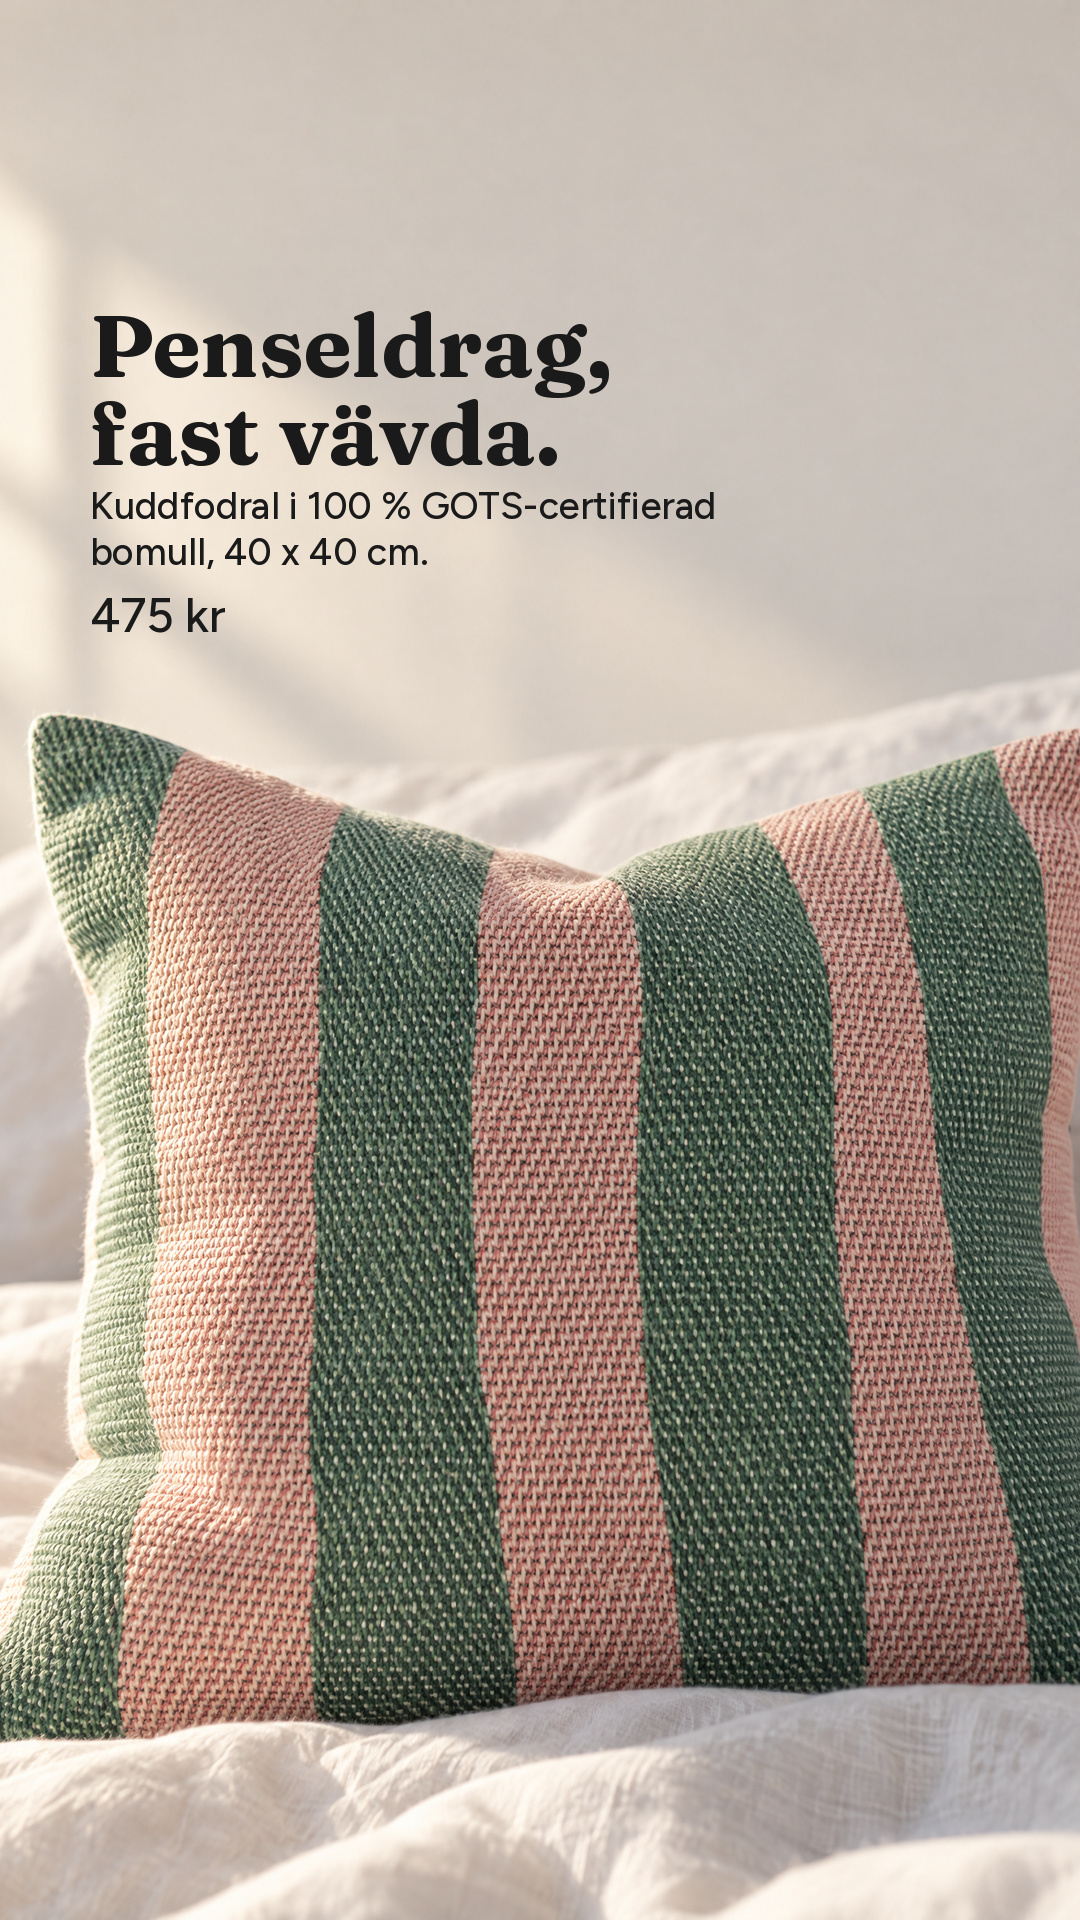 Penseldrag,
fast vävda.
Kuddfodral i 100 % GOTS-certifierad
bomull, 40 x 40 cm.
475 kr